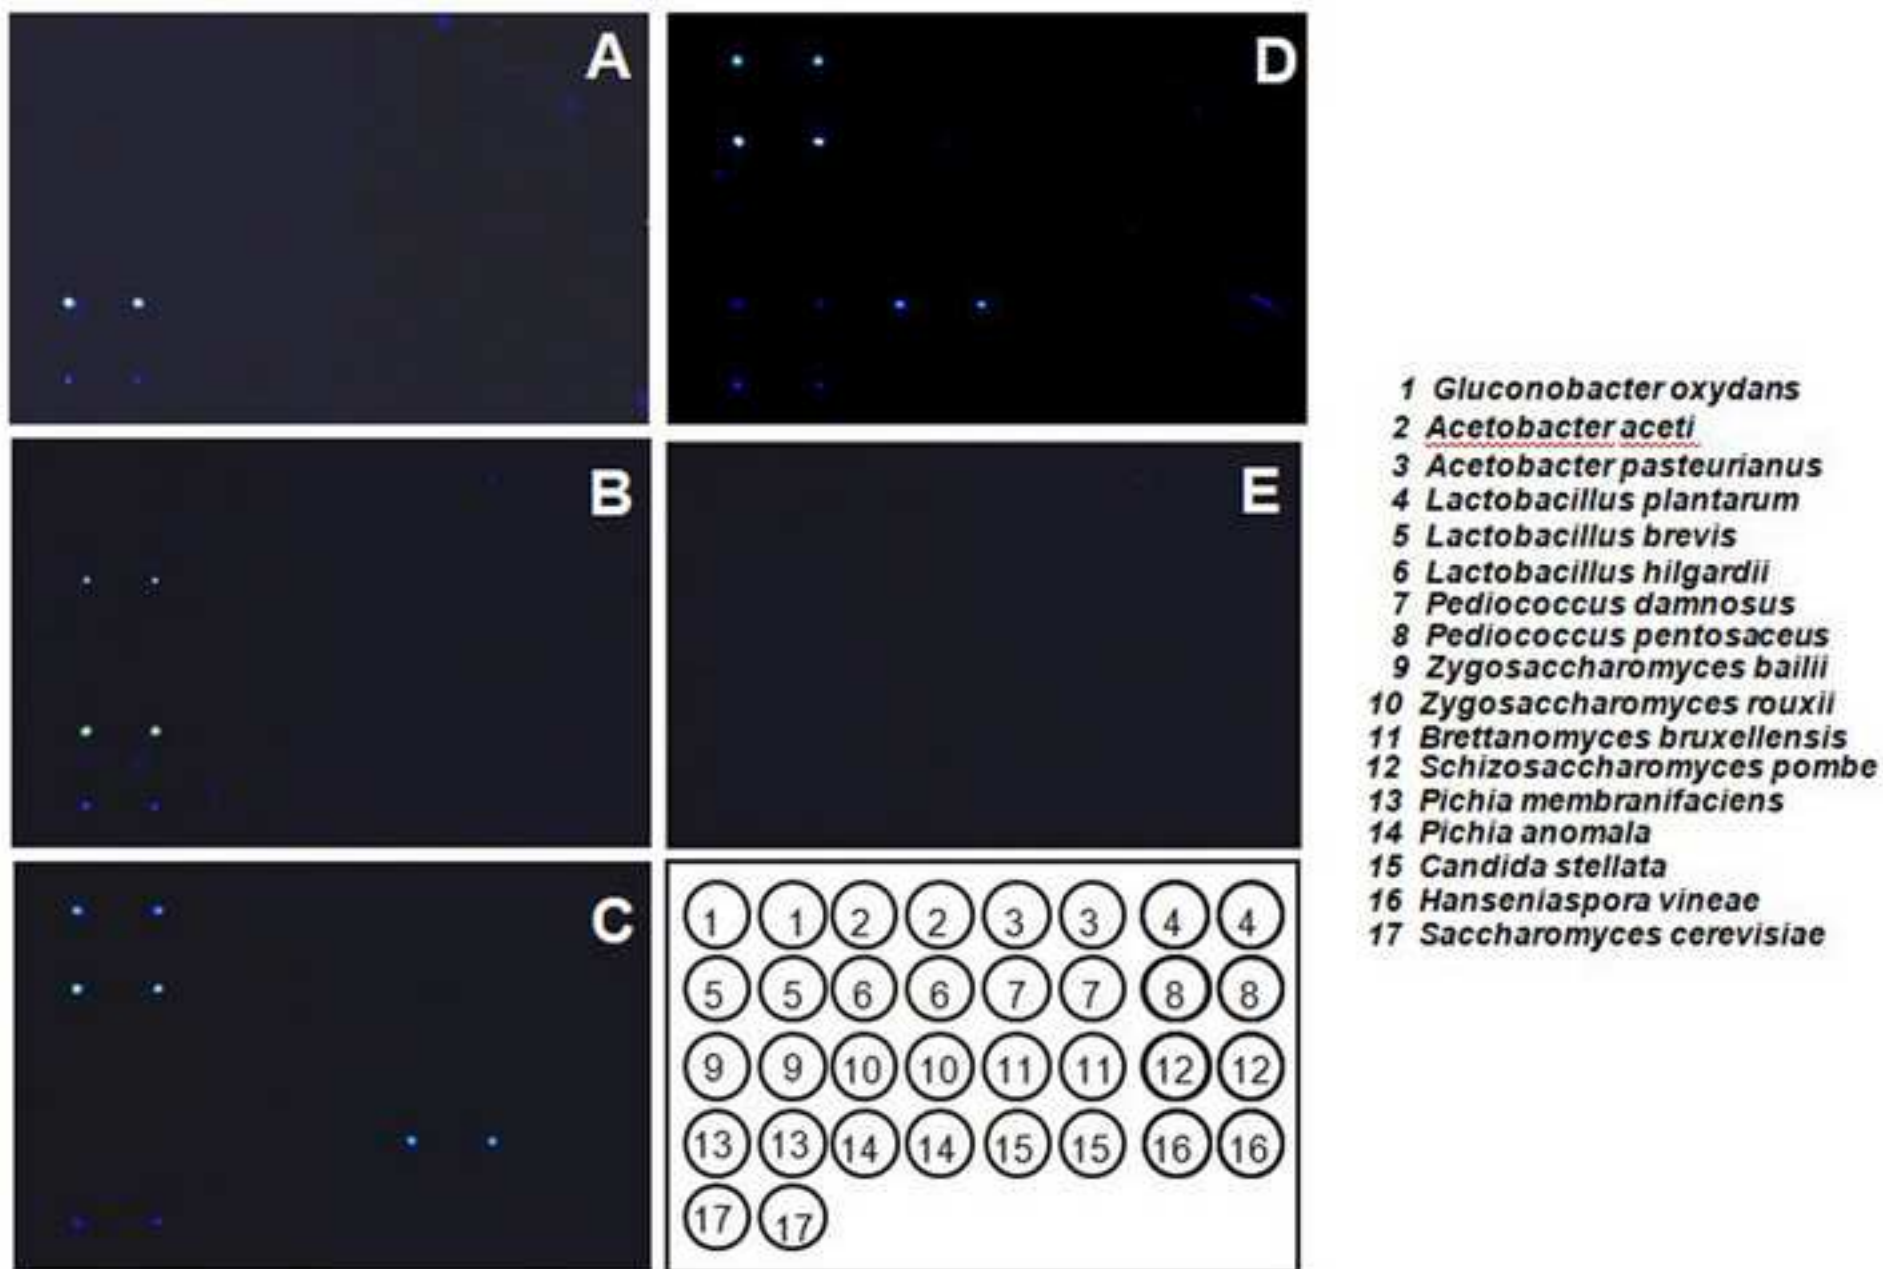 A
D
B
E
C
1 1 2 2 3 3 4 4
5 5 6 6 7 7 8 8
9 9 10 10 11 11 12 12
13 13 14 14 15 15 16 16
17 17
1 Gluconobacter oxydans
2 Acetobacter aceti
3 Acetobacter pasteurianus
4 Lactobacillus plantarum
5 Lactobacillus brevis
6 Lactobacillus hilgardii
7 Pediococcus damnosus
8 Pediococcus pentosaceus
9 Zygosaccharomyces bailii
10 Zygosaccharomyces rouxii
11 Brettanomyces bruxellensis
12 Schizosaccharomyces pombe
13 Pichia membranifaciens
14 Pichia anomala
15 Candida stellata
16 Hanseniaspora vineae
17 Saccharomyces cerevisiae